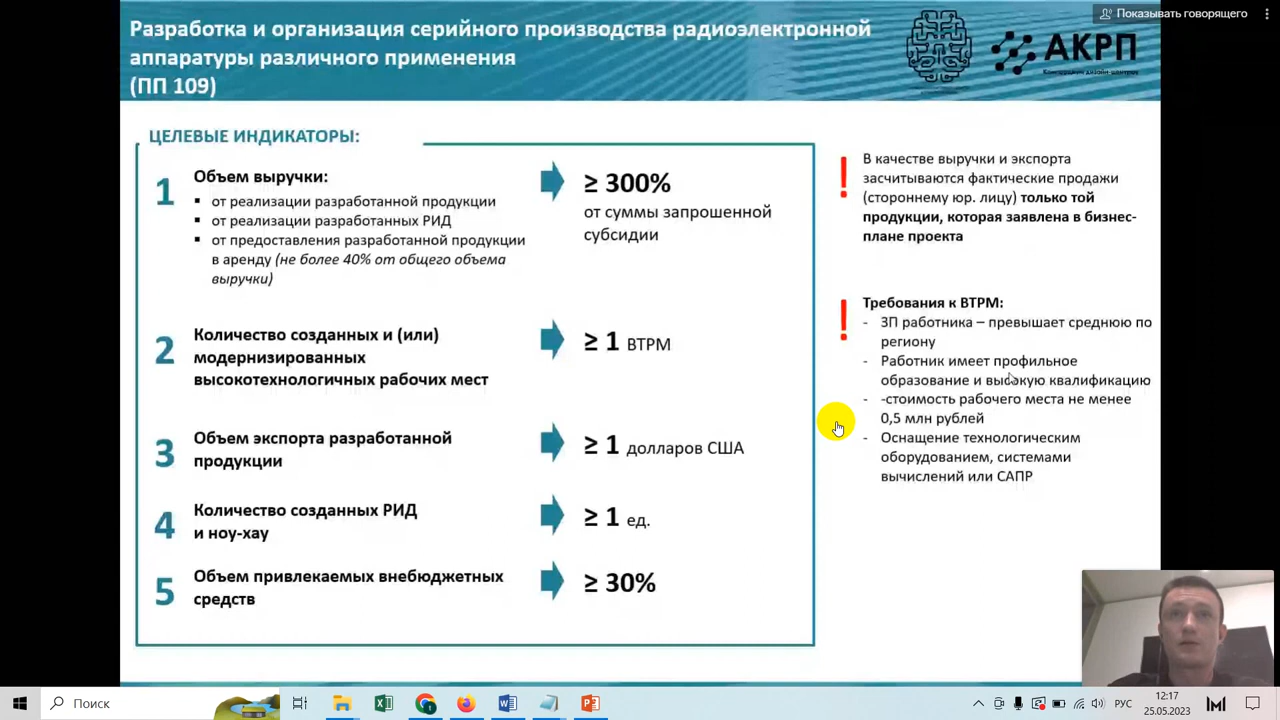 Показывать говорящего
Разработка и организация серийного производства радиоэлектронной
аппаратуры различного применения
(ПП 109)
АКРП
Консорциум дизайн-центров
ЦЕЛЕВЫЕ ИНДИКАТОРЫ:
1
Объем выручки:
▪ от реализации разработанной продукции
▪ от реализации разработанных РИД
▪ от предоставления разработанной продукции
в аренду (не более 40% от общего объема
выручки)
≥ 300%
от суммы запрошенной
субсидии
2
Количество созданных и (или)
модернизированных
высокотехнологичных рабочих мест
≥ 1 ВТРМ
3
Объем экспорта разработанной
продукции
≥ 1 долларов США
4
Количество созданных РИД
и ноу-хау
≥ 1 ед.
5
Объем привлекаемых внебюджетных
средств
≥ 30%
!
В качестве выручки и экспорта
засчитываются фактические продажи
(стороннему юр. лицу) только той
продукции, которая заявлена в бизнес-
плане проекта
!
Требования к ВТРМ:
- ЗП работника – превышает среднюю по
региону
- Работник имеет профильное
образование и высокую квалификацию
- -стоимость рабочего места не менее
0,5 млн рублей
- Оснащение технологическим
оборудованием, системами
вычислений или САПР
Поиск
РУС
12:17
25.05.2023